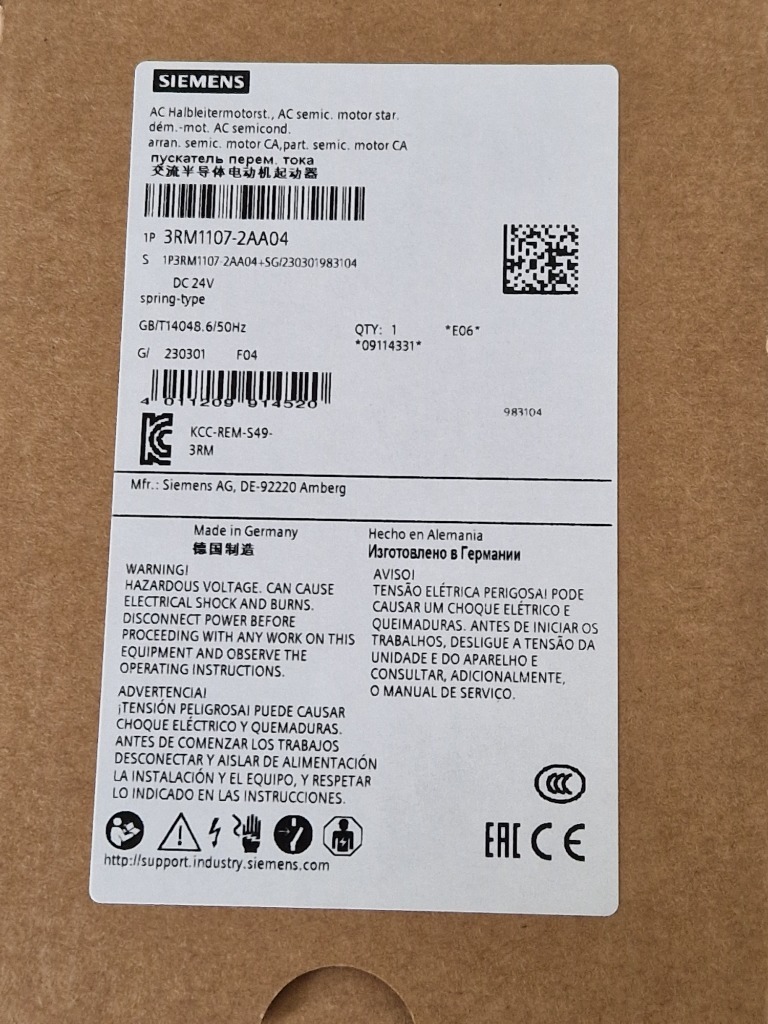 SIEMENS
AC Halbleitermotorst., AC semic. motor star.
dém.-mot. AC semicond.
arran. semic. motor CA,part. semic. motor CA
пускатель перем. тока
交流半导体电动机起动器
1P 3RM1107-2AA04
S 1P3RM1107-2AA04+SG/230301983104
DC 24V
spring-type
GB/T14048.6/50Hz QTY: 1 *E06*
*09114331*
G/ 230301 F04
4 011209 914520
983104
KCC-REM-S49-
3RM
Mfr.: Siemens AG, DE-92220 Amberg
Made in Germany
德国制造
Hecho en Alemania
Изготовлено в Германии
WARNING!
HAZARDOUS VOLTAGE. CAN CAUSE
ELECTRICAL SHOCK AND BURNS.
DISCONNECT POWER BEFORE
PROCEEDING WITH ANY WORK ON THIS
EQUIPMENT AND OBSERVE THE
OPERATING INSTRUCTIONS.
ADVERTENCIA!
¡TENSIÓN PELIGROSA! PUEDE CAUSAR
CHOQUE ELÉCTRICO Y QUEMADURAS.
ANTES DE COMENZAR LOS TRABAJOS
DESCONECTAR Y AISLAR DE ALIMENTACIÓN
LA INSTALACIÓN Y EL EQUIPO, Y RESPETAR
LO INDICADO EN LAS INSTRUCCIONES.
AVISO!
TENSÃO ELÉTRICA PERIGOSA! PODE
CAUSAR UM CHOQUE ELÉTRICO E
QUEIMADURAS. ANTES DE INICIAR OS
TRABALHOS, DESLIGUE A TENSÃO DA
UNIDADE E DO APARELHO E
CONSULTAR, ADICIONALMENTE,
O MANUAL DE SERVIÇO.
CCC
EAC CE
http://support.industry.siemens.com